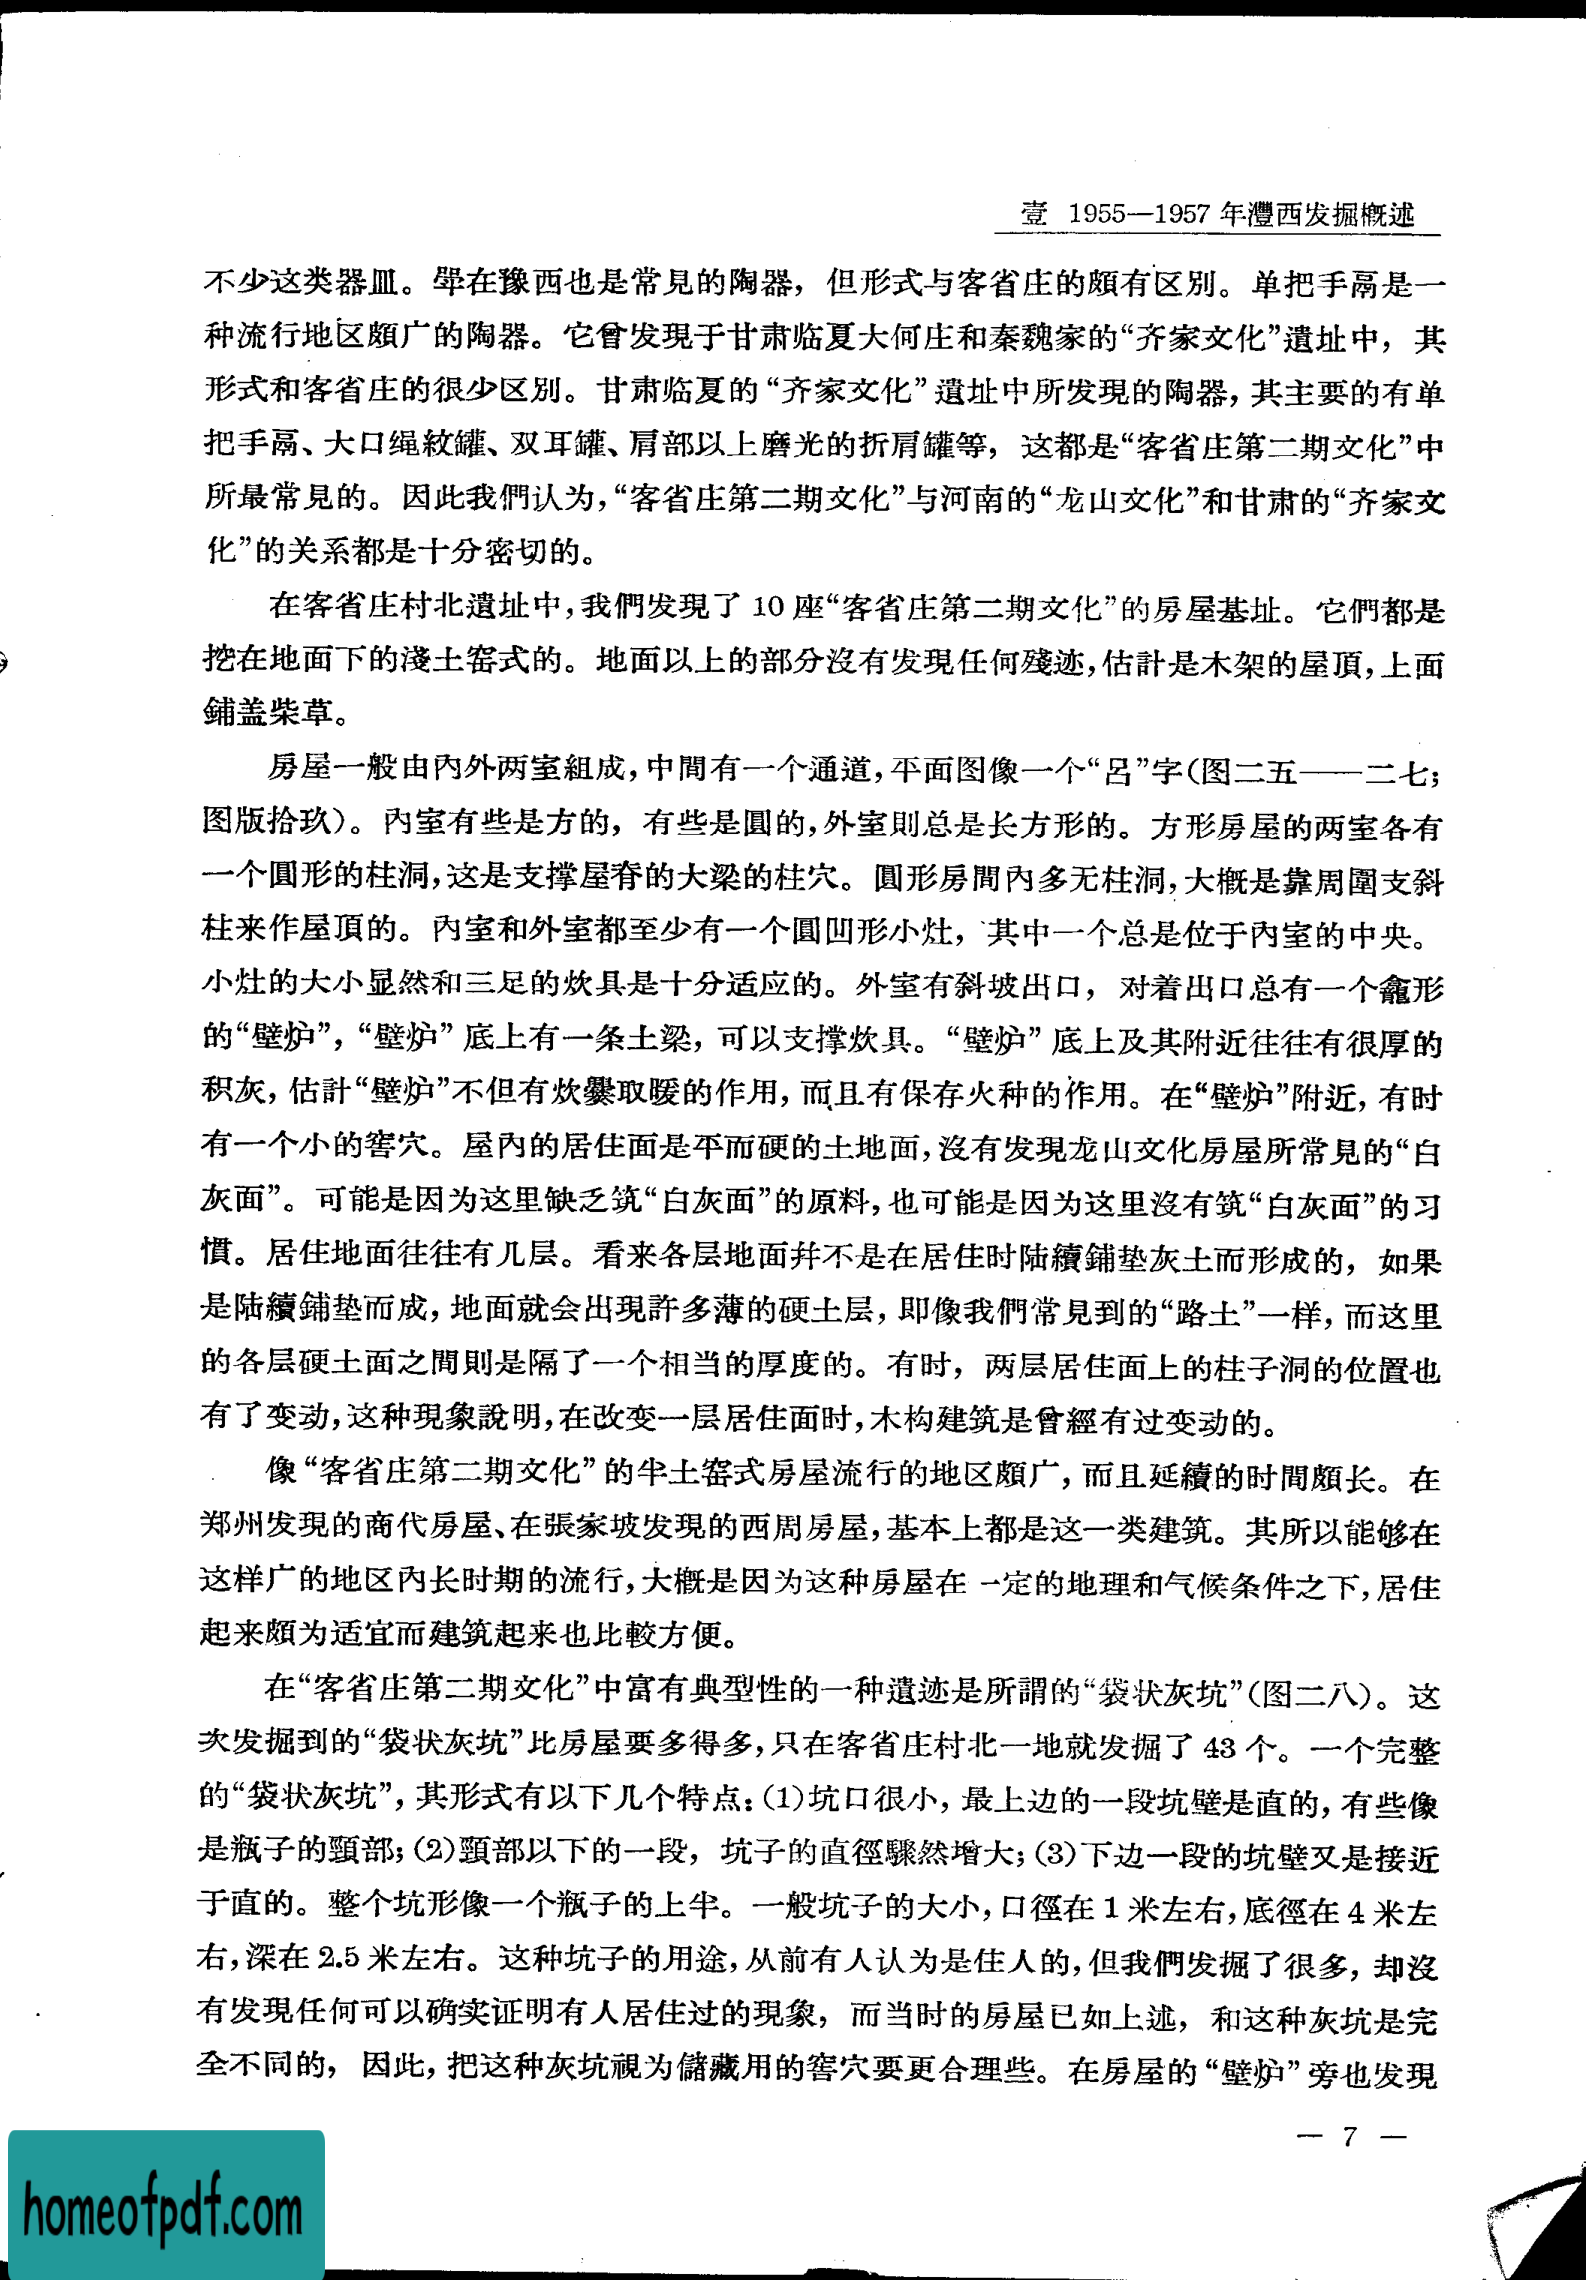 壹 1955—1957 年灃西发掘概述
不少这类器皿。斝在豫西也是常見的陶器，但形式与客省庄的頗有区别。单把手鬲是一
种流行地区頗广的陶器。它曾发現于甘肃临夏大何庄和秦魏家的“齐家文化”遺址中，其
形式和客省庄的很少区别。甘肃临夏的“齐家文化”遺址中所发現的陶器，其主要的有单
把手鬲、大口绳紋罐、双耳罐、肩部以上磨光的折肩罐等，这都是“客省庄第二期文化”中
所最常見的。因此我們认为，“客省庄第二期文化”与河南的“龙山文化”和甘肃的“齐家文
化”的关系都是十分密切的。
在客省庄村北遺址中，我們发現了 10 座“客省庄第二期文化”的房屋基址。它們都是
挖在地面下的淺土窑式的。地面以上的部分沒有发現任何殘迹，估計是木架的屋頂，上面
鋪盖柴草。
房屋一般由內外两室組成，中間有一个通道，平面图像一个“呂”字（图二五——二七；
图版拾玖）。內室有些是方的，有些是圓的，外室則总是长方形的。方形房屋的两室各有
一个圓形的柱洞，这是支撑屋脊的大梁的柱穴。圓形房間內多无柱洞，大概是靠周圍支斜
柱来作屋頂的。內室和外室都至少有一个圓凹形小灶，其中一个总是位于內室的中央。
小灶的大小显然和三足的炊具是十分适应的。外室有斜坡出口，对着出口总有一个龕形
的“壁炉”，“壁炉”底上有一条土梁，可以支撑炊具。“壁炉”底上及其附近往往有很厚的
积灰，估計“壁炉”不但有炊爨取暖的作用，而且有保存火种的作用。在“壁炉”附近，有时
有一个小的窖穴。屋內的居住面是平而硬的土地面，沒有发現龙山文化房屋所常見的“白
灰面”。可能是因为这里缺乏筑“白灰面”的原料，也可能是因为这里沒有筑“白灰面”的习
慣。居住地面往往有几层。看来各层地面幷不是在居住时陆續鋪垫灰土而形成的，如果
是陆續鋪垫而成，地面就会出現許多薄的硬土层，即像我們常見到的“路土”一样，而这里
的各层硬土面之間則是隔了一个相当的厚度的。有时，两层居住面上的柱子洞的位置也
有了变动，这种現象說明，在改变一层居住面时，木构建筑是曾經有过变动的。
像“客省庄第二期文化”的半土窑式房屋流行的地区頗广，而且延續的时間頗长。在
郑州发現的商代房屋、在張家坡发現的西周房屋，基本上都是这一类建筑。其所以能够在
这样广的地区內长时期的流行，大概是因为这种房屋在一定的地理和气候条件之下，居住
起来頗为适宜而建筑起来也比較方便。
在“客省庄第二期文化”中富有典型性的一种遺迹是所謂的“袋状灰坑”（图二八）。这
次发掘到的“袋状灰坑”比房屋要多得多，只在客省庄村北一地就发掘了 43 个。一个完整
的“袋状灰坑”，其形式有以下几个特点：（1）坑口很小，最上边的一段坑壁是直的，有些像
是瓶子的頸部；（2）頸部以下的一段，坑子的直徑驟然增大；（3）下边一段的坑壁又是接近
于直的。整个坑形像一个瓶子的上半。一般坑子的大小，口徑在 1 米左右，底徑在 4 米左
右，深在 2.5 米左右。这种坑子的用途，从前有人认为是住人的，但我們发掘了很多，却沒
有发現任何可以确实证明有人居住过的現象，而当时的房屋已如上述，和这种灰坑是完
全不同的，因此，把这种灰坑視为儲藏用的窖穴要更合理些。在房屋的“壁炉”旁也发現
— 7 —
homeofpdf.com